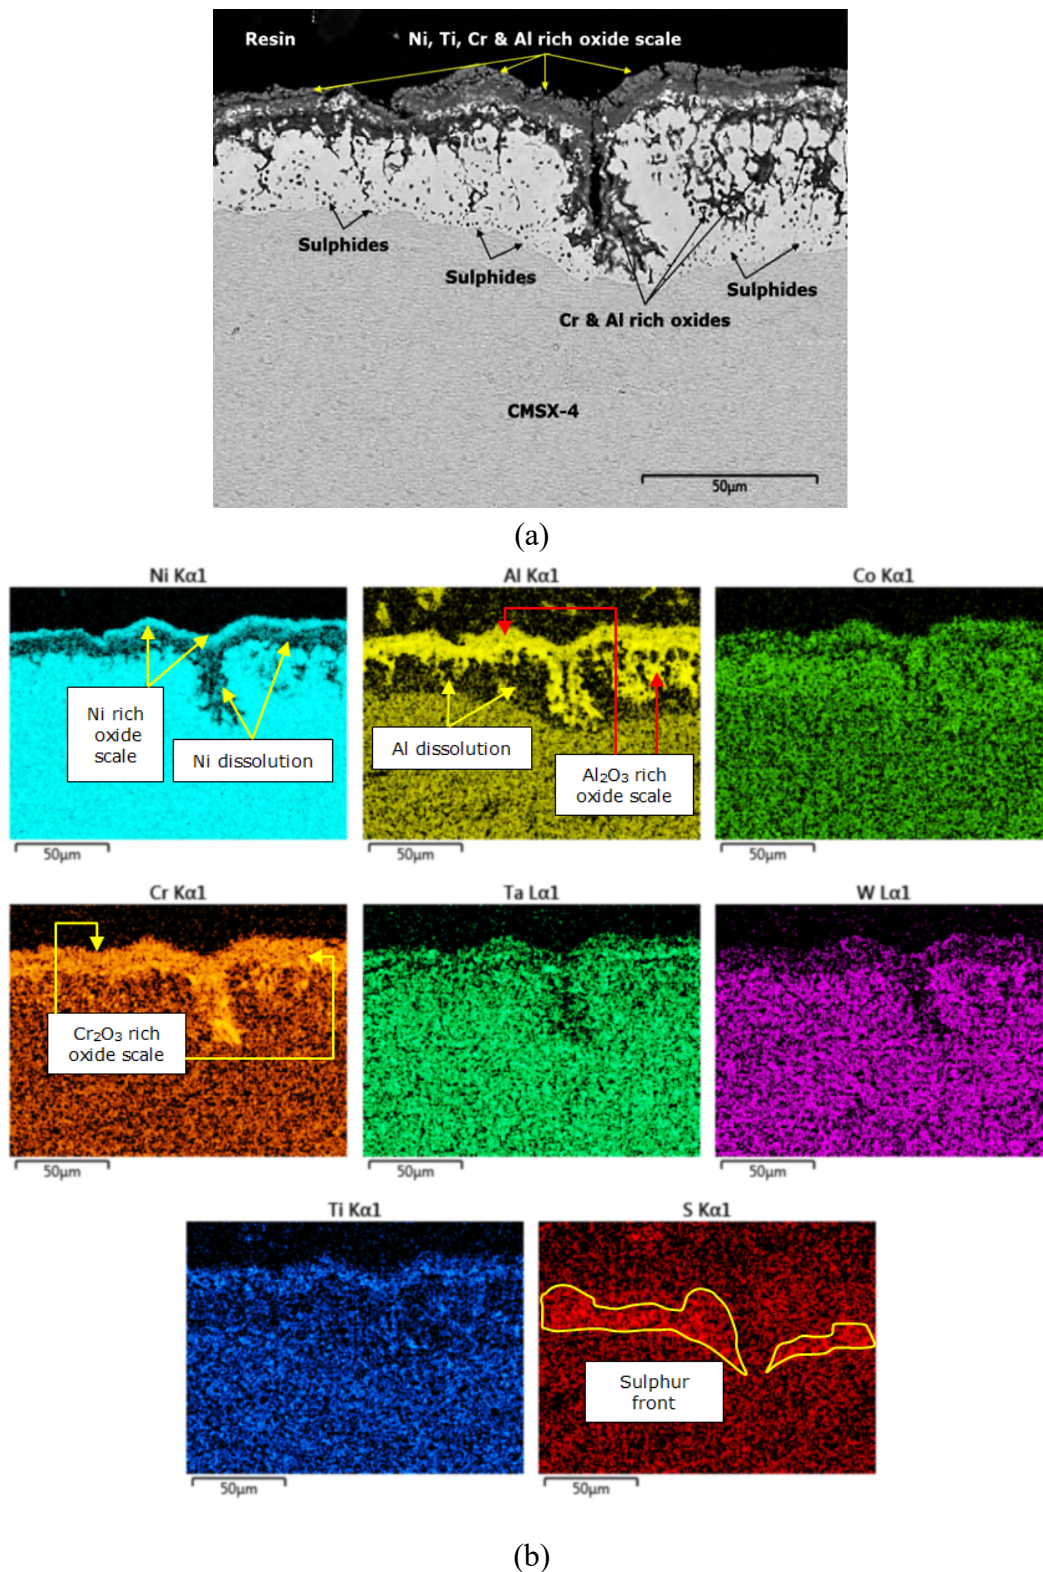 Resin
Ni, Ti, Cr & Al rich oxide scale
Sulphides
Sulphides
Sulphides
Cr & Al rich oxides
CMSX-4
50µm
(a)
Ni Kα1
Al Kα1
Co Kα1
Ni rich
oxide
scale
Ni dissolution
Al dissolution
Al₂O₃ rich
oxide scale
50µm
50µm
50µm
Cr Kα1
Ta Lα1
W Lα1
Cr₂O₃ rich
oxide scale
50µm
50µm
50µm
Ti Kα1
S Kα1
Sulphur
front
50µm
50µm
(b)